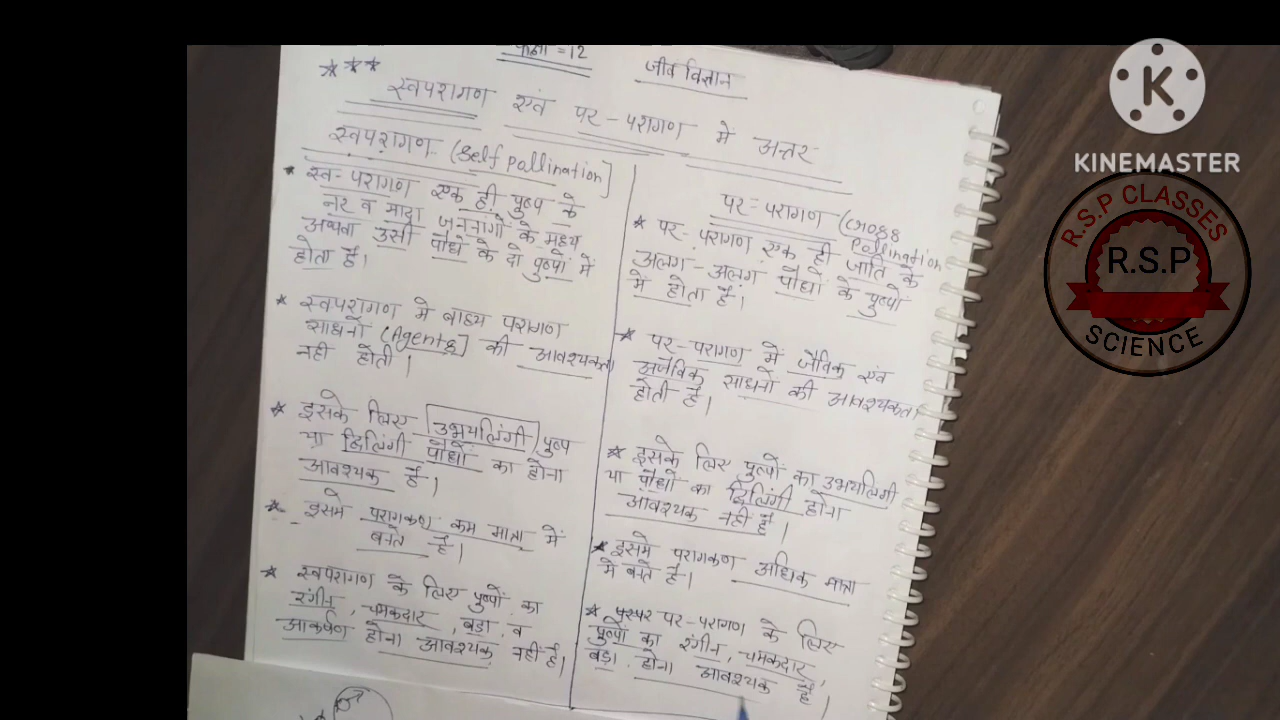 कक्षा = 12
जीव विज्ञान
स्वपरागण एवं पर-परागण में अन्तर
स्वपरागण (Self Pollination]
* स्व-परागण एक ही पुष्प के
नर व मादा जननांगों के मध्य
अथवा उसी पौधे के दो पुष्पों में
होता है।
* स्वपरागण में बाह्य परागण
साधनों (Agents] की आवश्यकता
नही होती।
* इसके लिए उभयलिंगी पुष्प
या द्विलिंगी पौधों का होना
आवश्यक है।
* इसमे परागकण कम मात्रा में
बनते है।
* स्वपरागण के लिए पुष्पों का
रंगीन, चमकदार, बड़ा व
आकर्षण होना आवश्यक नहीं है।
पर-परागण (Cross
Pollination
* पर-परागण एक ही जाति के
अलग-अलग पौधों के पुष्पों
में होता है।
* पर-परागण में जैविक एवं
अजैविक साधनों की आवश्यकता
होती है।
* इसके लिए पुष्पों का उभयलिंगी
या पौधों का द्विलिंगी होना
आवश्यक नहीं है।
* इसमे परागकण अधिक मात्रा
मे बनते है।
* पर-परागण के लिए
पुष्पों का रंगीन, चमकदार,
बड़ा होना आवश्यक है।
K
KINEMASTER
R.S.P CLASSES
R.S.P
SCIENCE